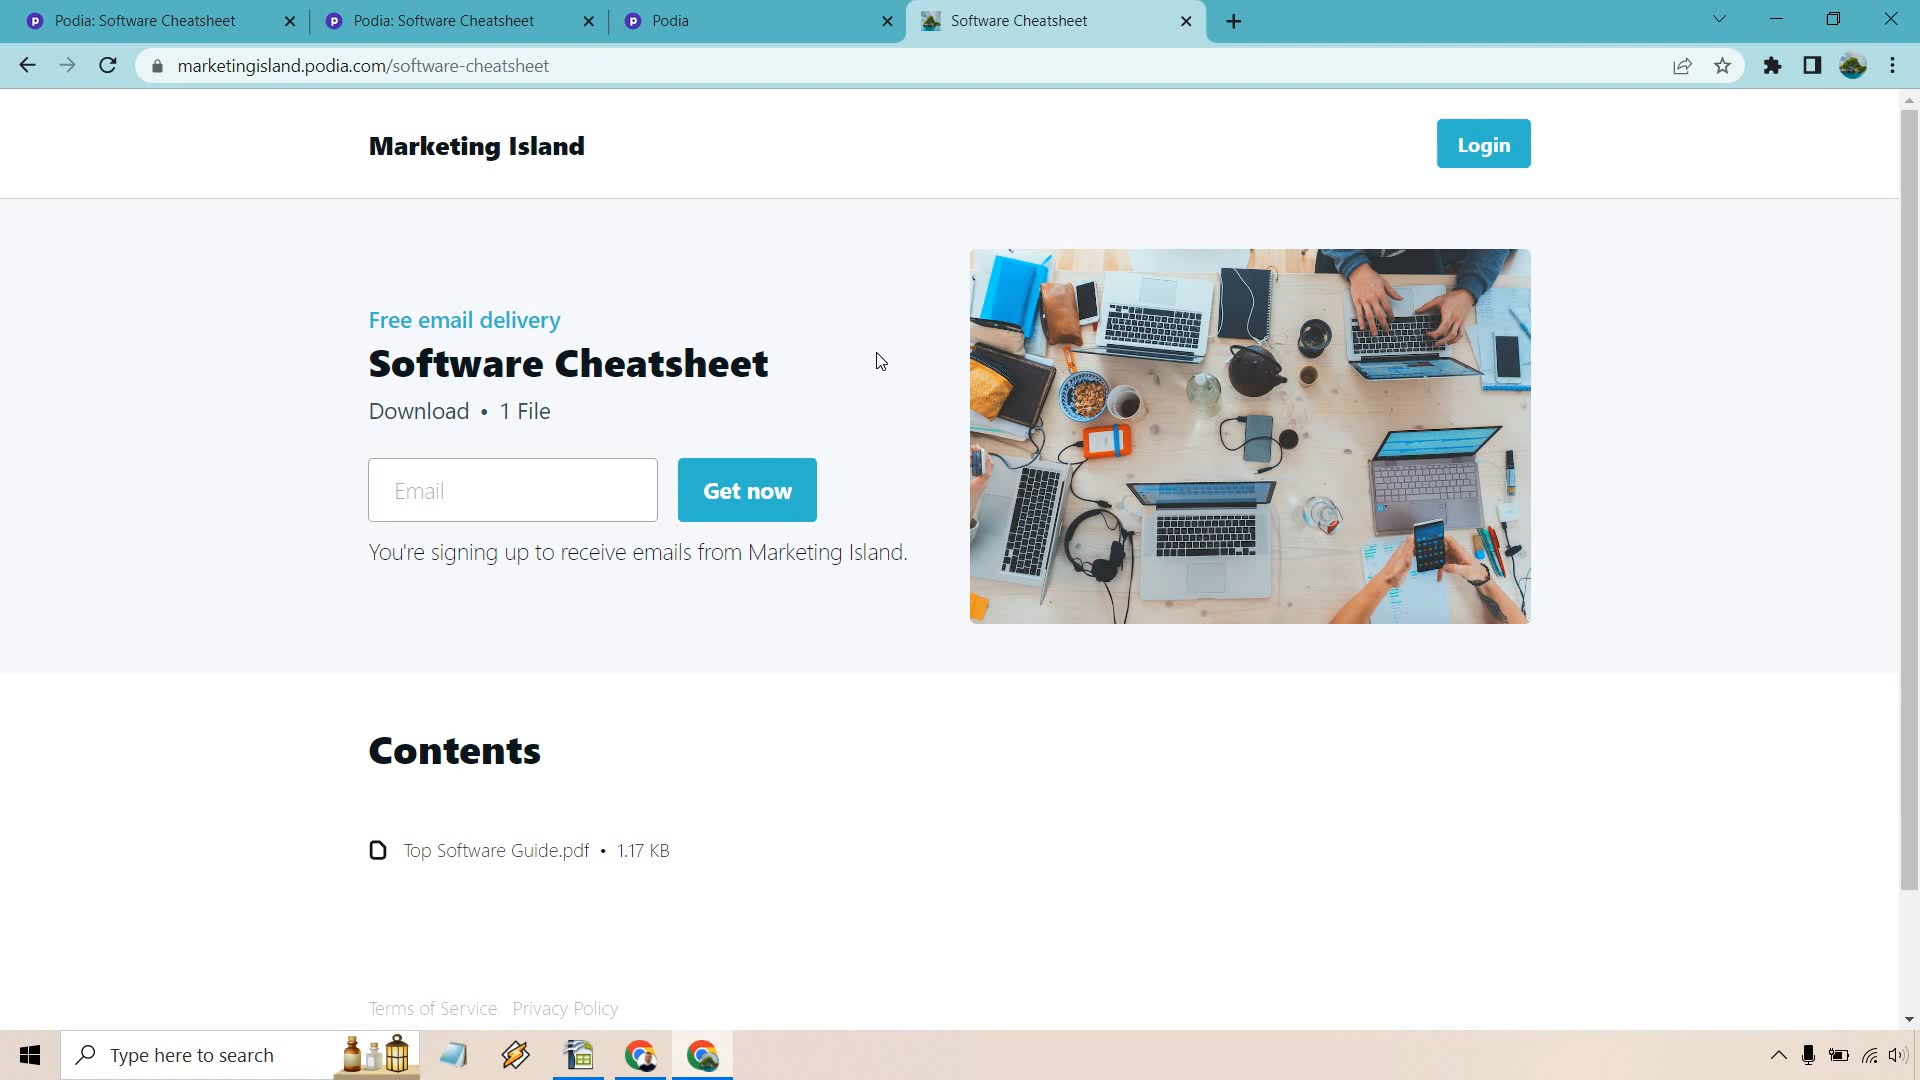 Podia: Software Cheatsheet
Podia: Software Cheatsheet
Podia
Software Cheatsheet
marketingisland.podia.com/software-cheatsheet
Marketing Island
Login
Free email delivery
Software Cheatsheet
Download • 1 File
Email
Get now
You're signing up to receive emails from Marketing Island.
Contents
Top Software Guide.pdf • 1.17 KB
Terms of Service Privacy Policy
Type here to search